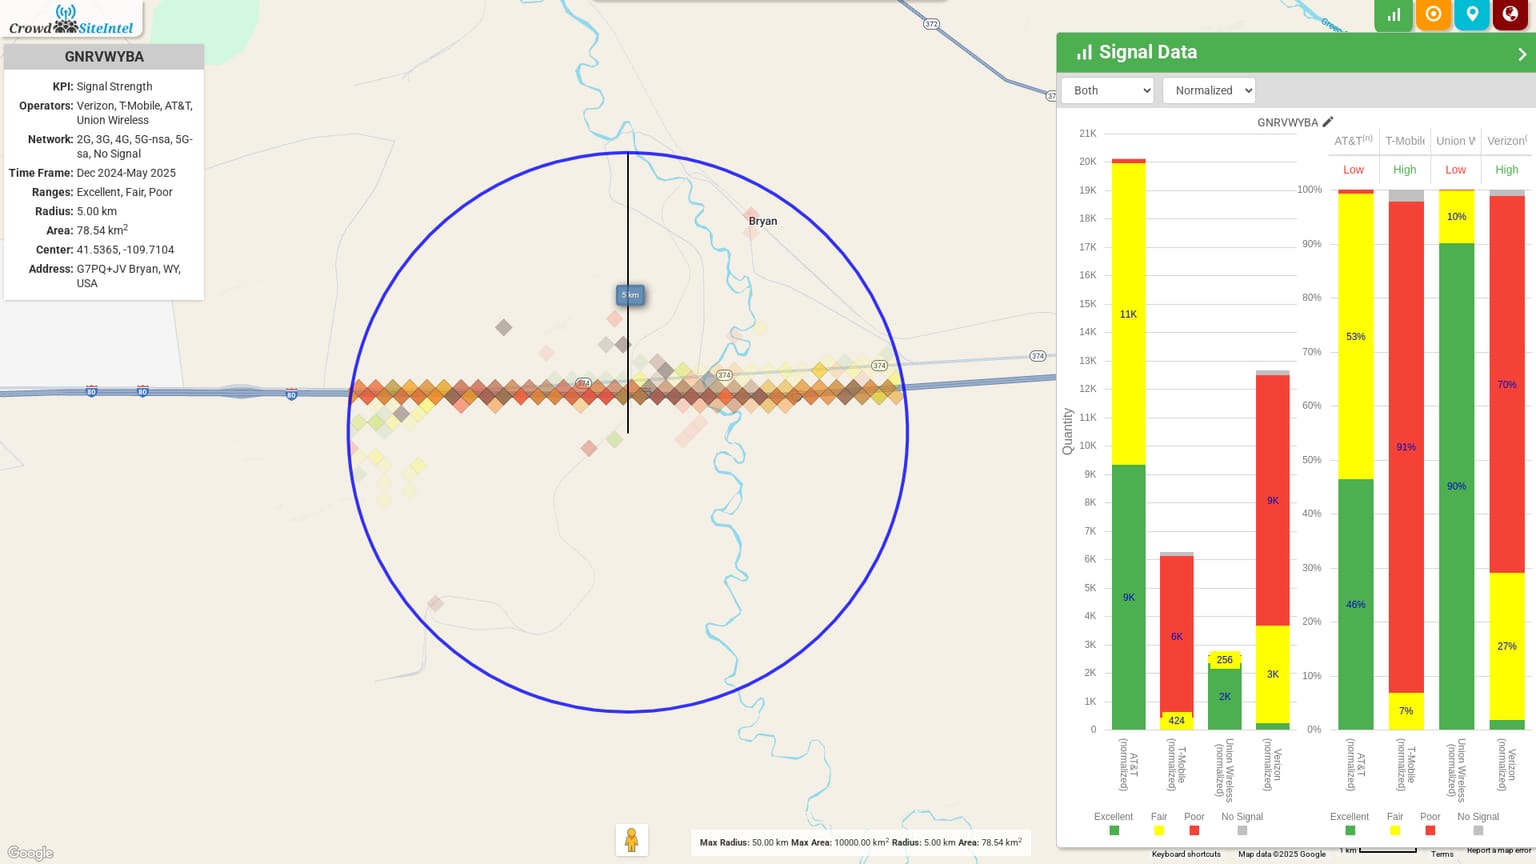 Crowd SiteIntel
GNRVWYBA
KPI: Signal Strength
Operators: Verizon, T-Mobile, AT&T,
Union Wireless
Network: 2G, 3G, 4G, 5G-nsa, 5G-
sa, No Signal
Time Frame: Dec 2024-May 2025
Ranges: Excellent, Fair, Poor
Radius: 5.00 km
Area: 78.54 km²
Center: 41.5365, -109.7104
Address: G7PQ+JV Bryan, WY,
USA
372
Green
37
Bryan
5 km
374
374
374
374
80
80
80
Signal Data
Both
Normalized
GNRVWYBA
21K
20K
19K
18K
17K
16K
15K
14K
13K
12K
11K
10K
9K
8K
7K
6K
5K
4K
3K
2K
1K
0
Quantity
11K
9K
6K
424
256
2K
9K
3K
AT&T
(normalized)
T-Mobile
(normalized)
Union Wireless
(normalized)
Verizon
(normalized)
Excellent Fair Poor No Signal
AT&T(n) T-Mobile Union W Verizon(
Low High Low High
100%
90%
80%
70%
60%
50%
40%
30%
20%
10%
0%
53%
46%
91%
7%
10%
90%
70%
27%
AT&T
(normalized)
T-Mobile
(normalized)
Union Wireless
(normalized)
Verizon
(normalized)
Excellent Fair Poor No Signal
Max Radius: 50.00 km Max Area: 10000.00 km² Radius: 5.00 km Area: 78.54 km²
Google
Keyboard shortcuts Map data ©2025 Google 1 km Terms Report a map error